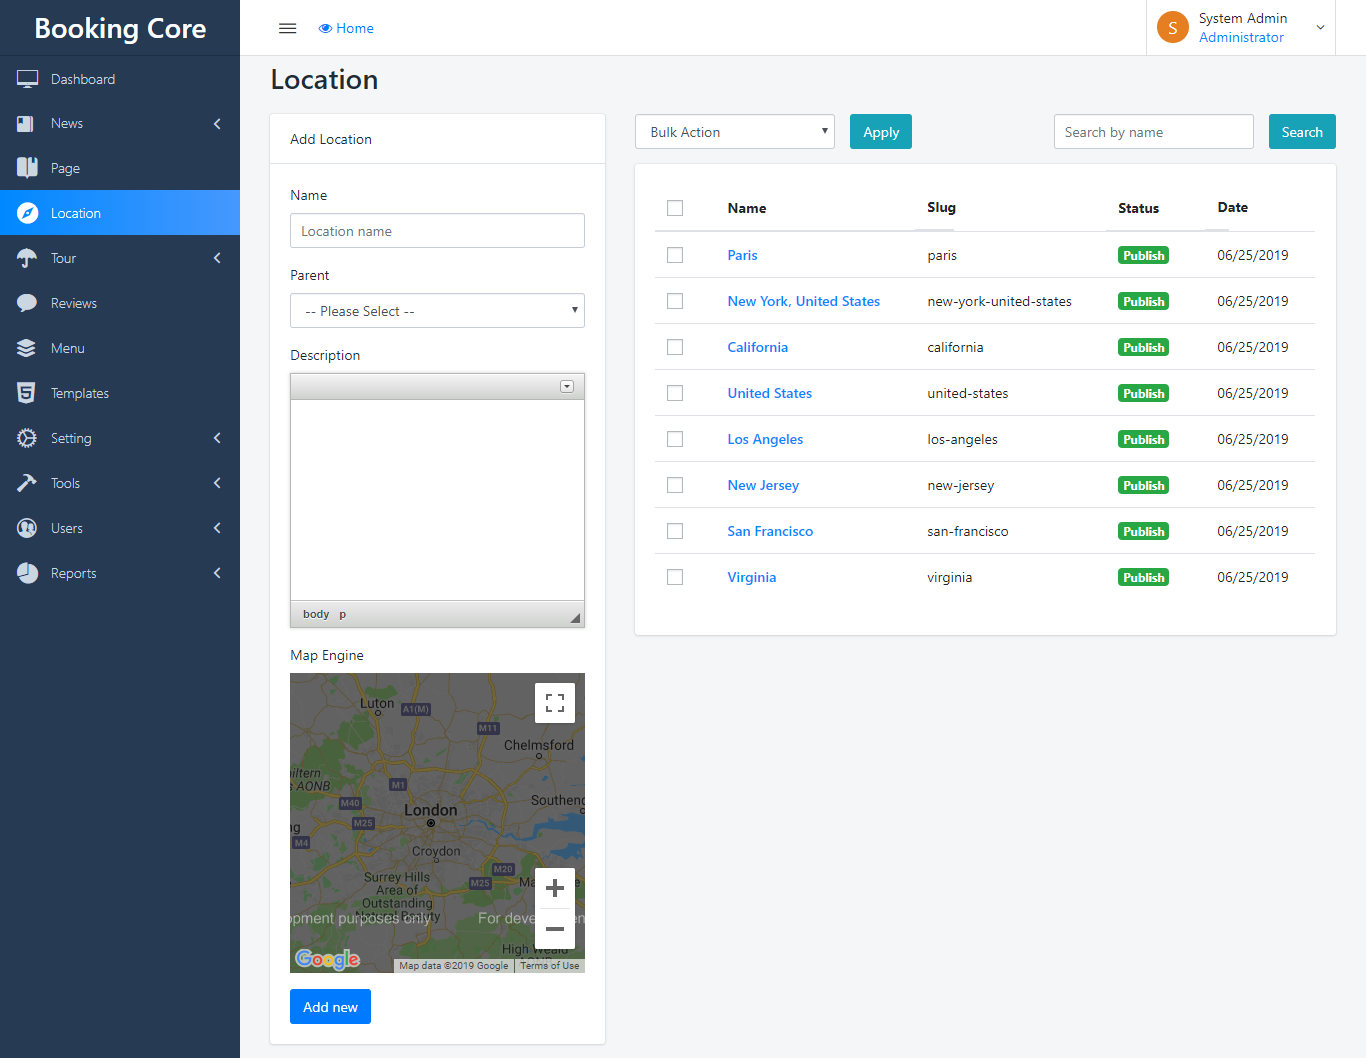 Booking Core
Dashboard
News
Page
Location
Tour
Reviews
Menu
Templates
Setting
Tools
Users
Reports
Home
S
System Admin
Administrator
Location
Add Location
Name
Location name
Parent
-- Please Select --
Description
body p
Map Engine
Luton
A1(M)
M11
Chelmsford
iltern
AONB
M1
M40
London
Southen
M25
ng
M4
Croydon
M20
M25
Surrey Hills
Area of
Outstanding
Natural Beauty
opment purposes only
For deve
High Weald
Google
Map data ©2019 Google
Terms of Use
Add new
Bulk Action
Apply
Search by name
Search
Name Slug Status Date
Paris paris Publish 06/25/2019
New York, United States new-york-united-states Publish 06/25/2019
California california Publish 06/25/2019
United States united-states Publish 06/25/2019
Los Angeles los-angeles Publish 06/25/2019
New Jersey new-jersey Publish 06/25/2019
San Francisco san-francisco Publish 06/25/2019
Virginia virginia Publish 06/25/2019